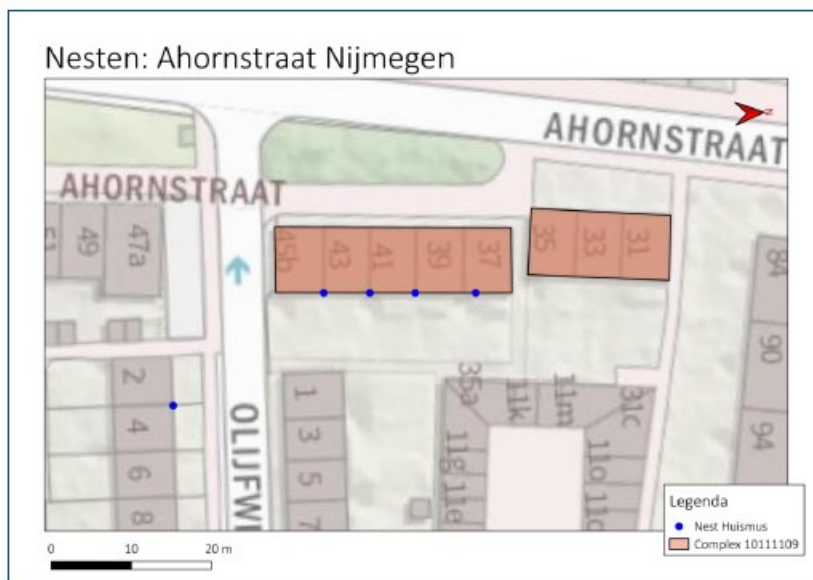 Nesten: Ahornstraat Nijmegen
N
AHORNSTRAAT
AHORNSTRAAT
49
47a
45b
43
41
39
37
35
33
31
84
90
94
2
4
6
8
OLIJFW
1
3
5
7
35a
11k
11m
31c
11g
11e
11o
Legenda
Nest Huismus
Complex 10111109
0
10
20 m